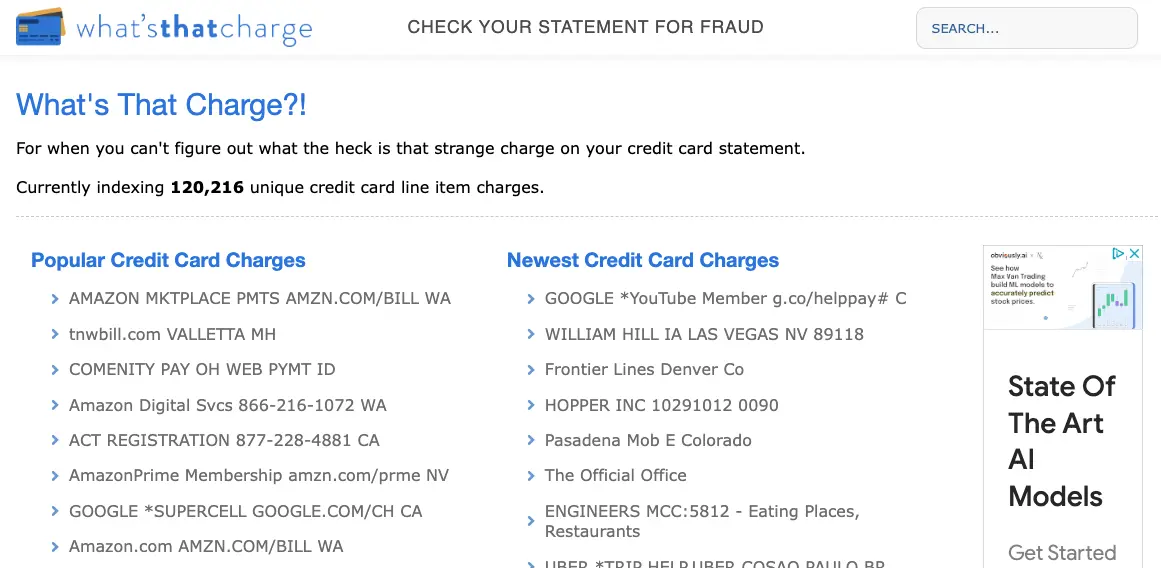 what'sthatcharge
CHECK YOUR STATEMENT FOR FRAUD
SEARCH...
What's That Charge?!
For when you can't figure out what the heck is that strange charge on your credit card statement.
Currently indexing 120,216 unique credit card line item charges.
Popular Credit Card Charges
AMAZON MKTPLACE PMTS AMZN.COM/BILL WA
tnwbill.com VALLETTA MH
COMENITY PAY OH WEB PYMT ID
Amazon Digital Svcs 866-216-1072 WA
ACT REGISTRATION 877-228-4881 CA
AmazonPrime Membership amzn.com/prme NV
GOOGLE *SUPERCELL GOOGLE.COM/CH CA
Amazon.com AMZN.COM/BILL WA
Newest Credit Card Charges
GOOGLE *YouTube Member g.co/helppay# C
WILLIAM HILL IA LAS VEGAS NV 89118
Frontier Lines Denver Co
HOPPER INC 10291012 0090
Pasadena Mob E Colorado
The Official Office
ENGINEERS MCC:5812 - Eating Places,
Restaurants
UBER *TRIP HELP.UBER.COSAO PAULO BR
obviously.ai
See how
Max Van Trading
build ML models to
accurately predict
stock prices.
State Of
The Art
AI
Models
Get Started